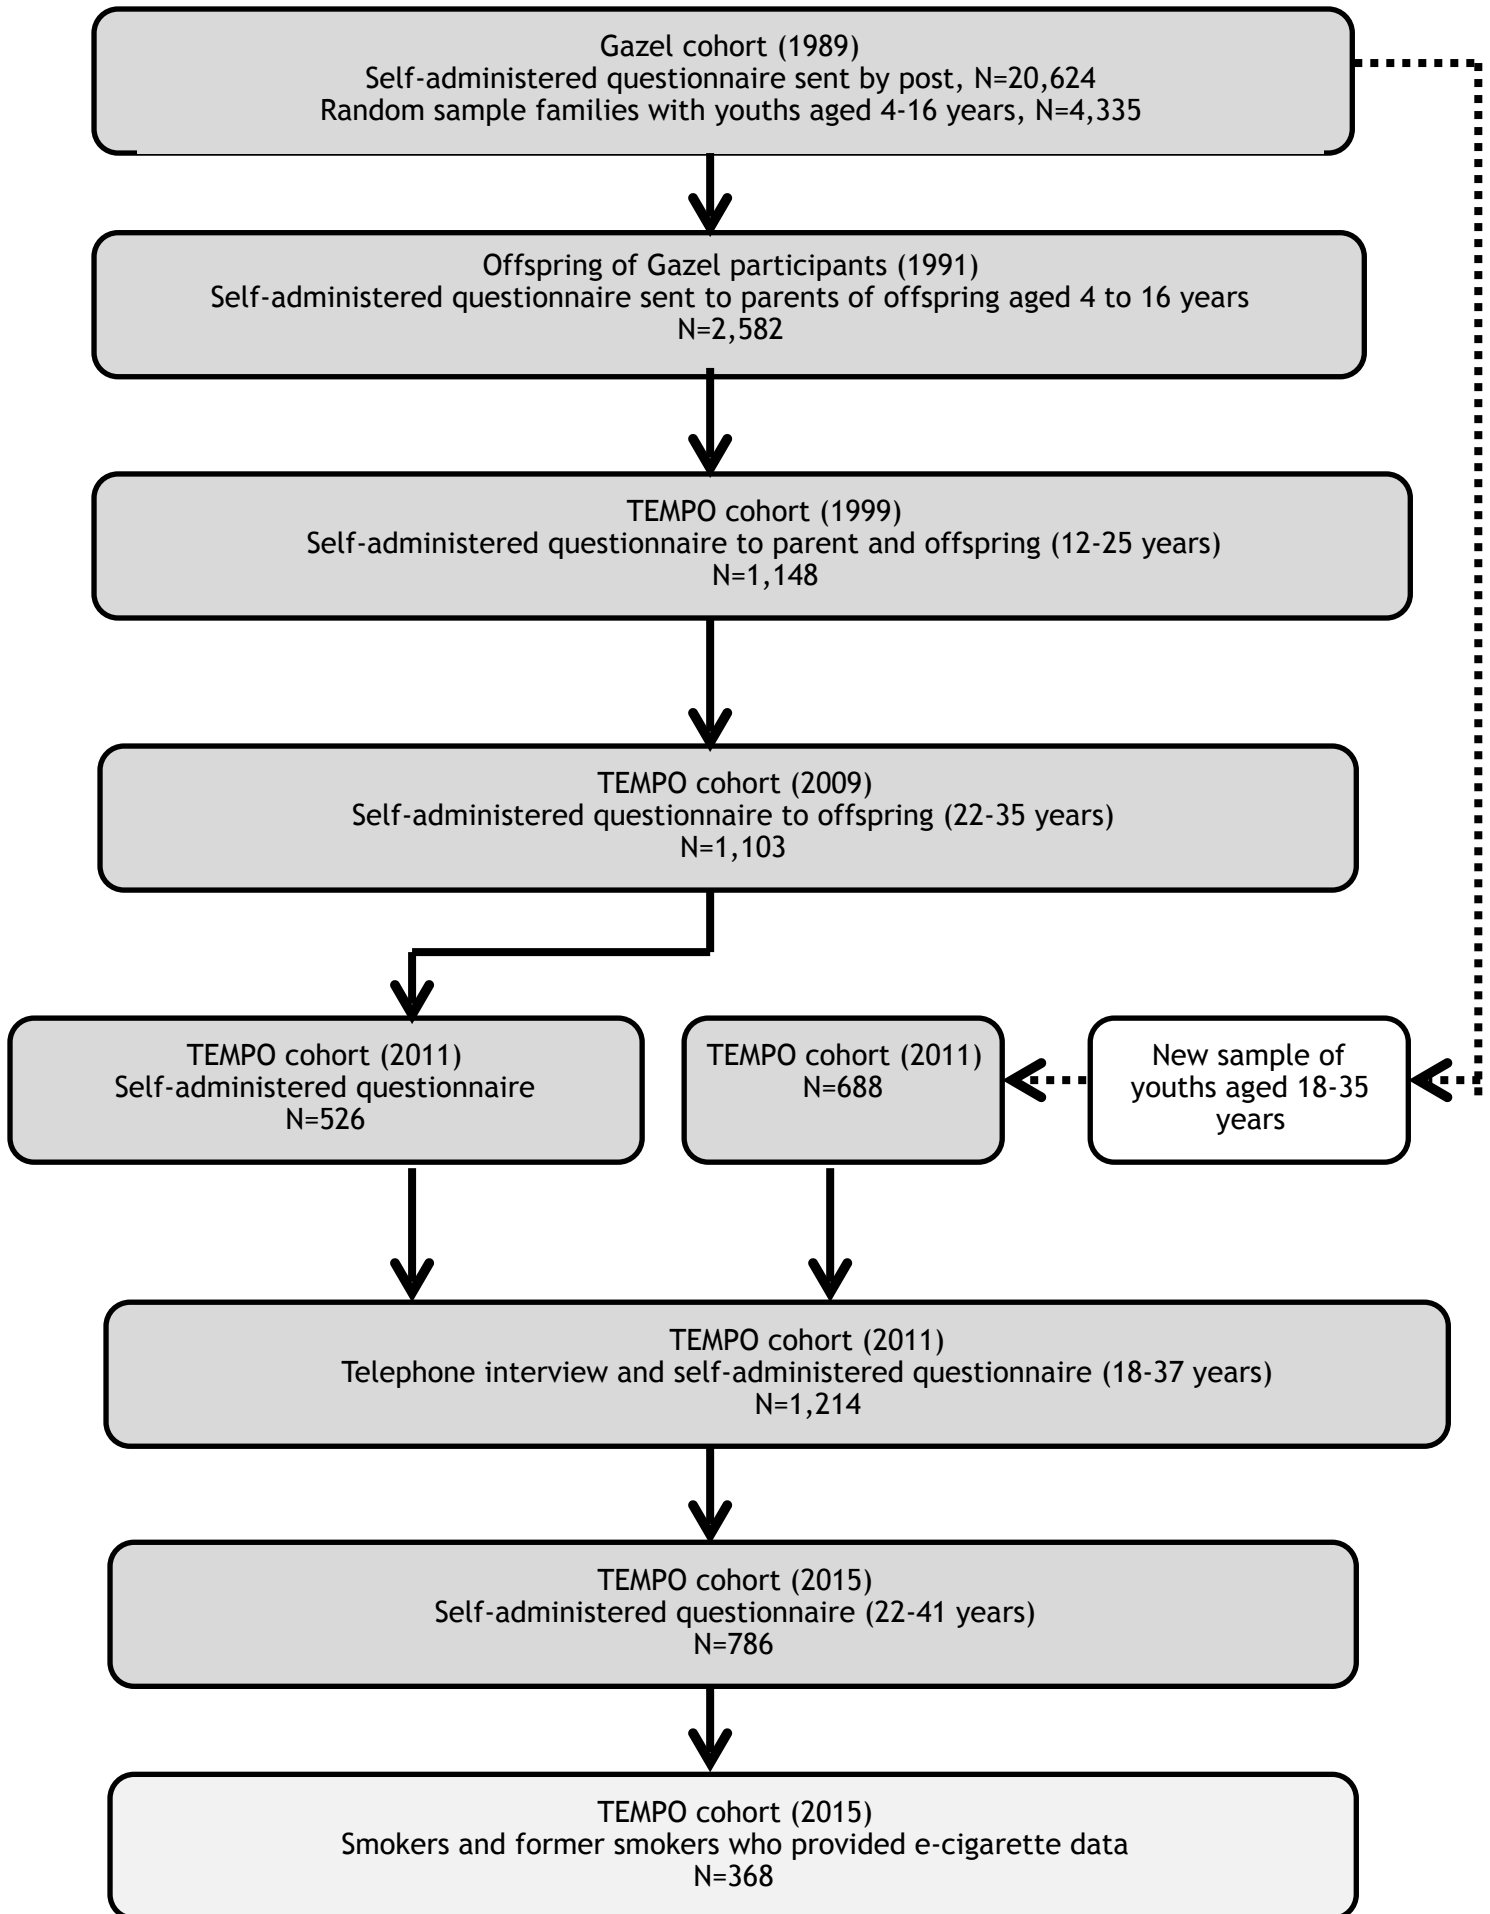 Gazel cohort (1989)
Self-administered questionnaire sent by post, N=20,624
Random sample families with youths aged 4-16 years, N=4,335
Offspring of Gazel participants (1991)
Self-administered questionnaire sent to parents of offspring aged 4 to 16 years
N=2,582
TEMPO cohort (1999)
Self-administered questionnaire to parent and offspring (12-25 years)
N=1,148
TEMPO cohort (2009)
Self-administered questionnaire to offspring (22-35 years)
N=1,103
TEMPO cohort (2011)
Self-administered questionnaire
N=526
TEMPO cohort (2011)
N=688
New sample of
youths aged 18-35
years
TEMPO cohort (2011)
Telephone interview and self-administered questionnaire (18-37 years)
N=1,214
TEMPO cohort (2015)
Self-administered questionnaire (22-41 years)
N=786
TEMPO cohort (2015)
Smokers and former smokers who provided e-cigarette data
N=368